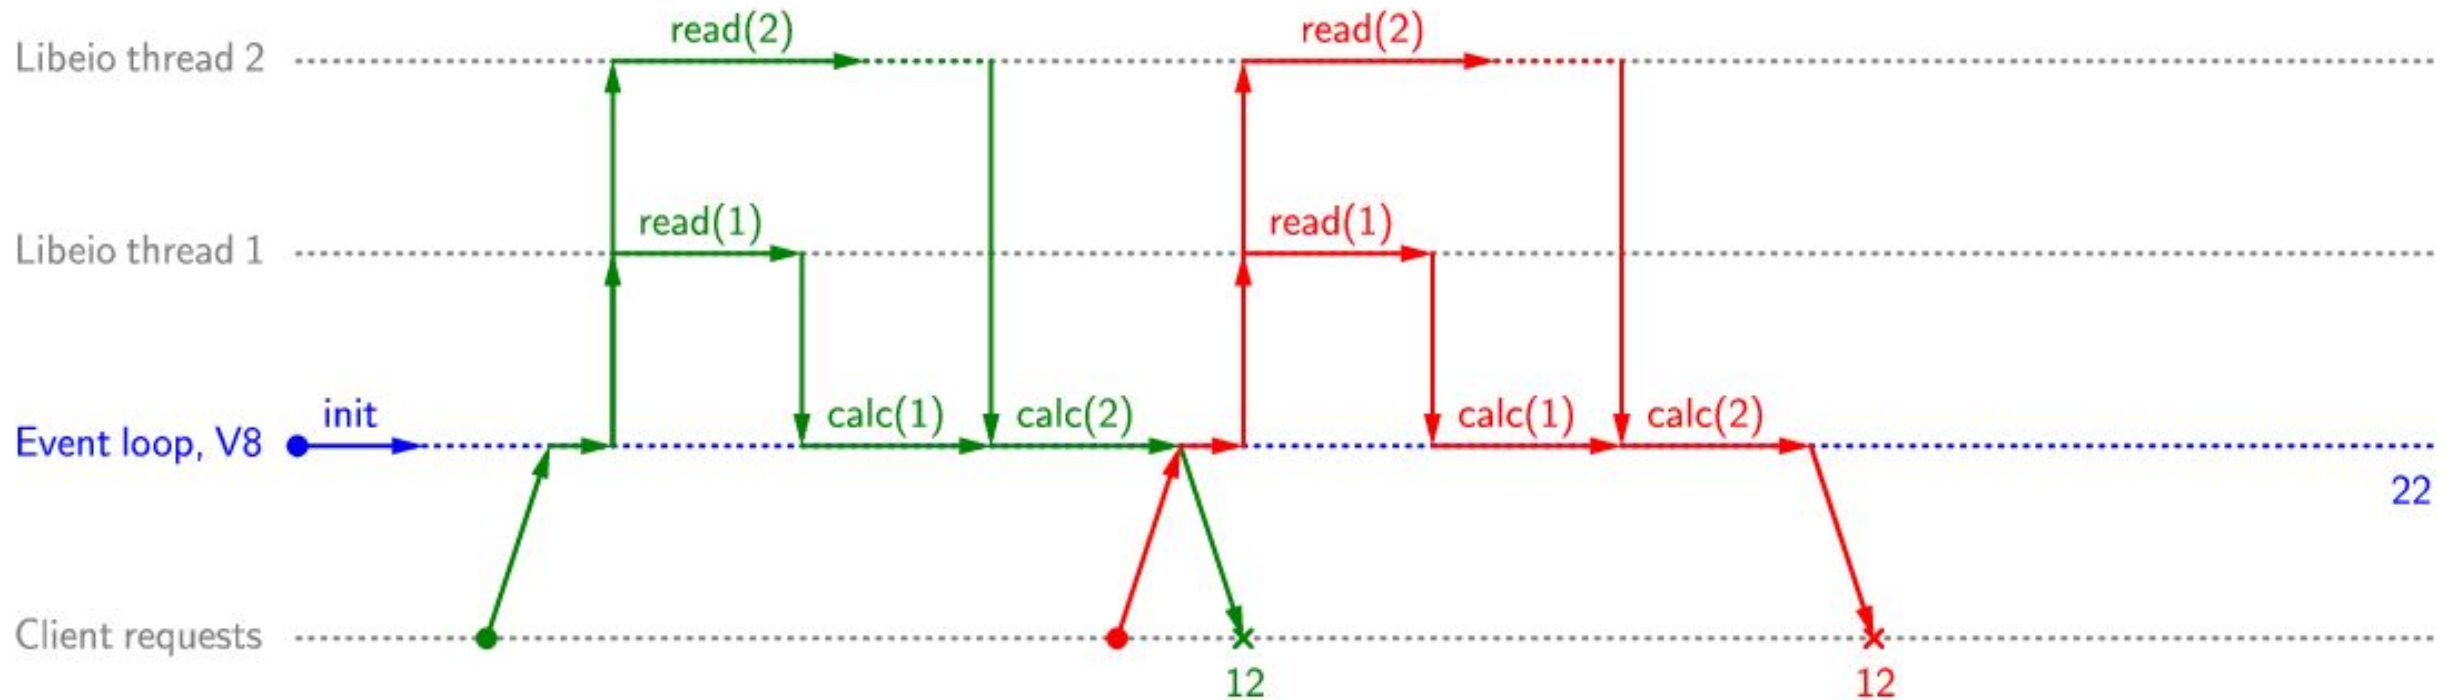 read(2) read(2)
Libeio thread 2
read(1) read(1)
Libeio thread 1
init calc(1) calc(2) calc(1) calc(2)
Event loop, V8
22
Client requests
12 12